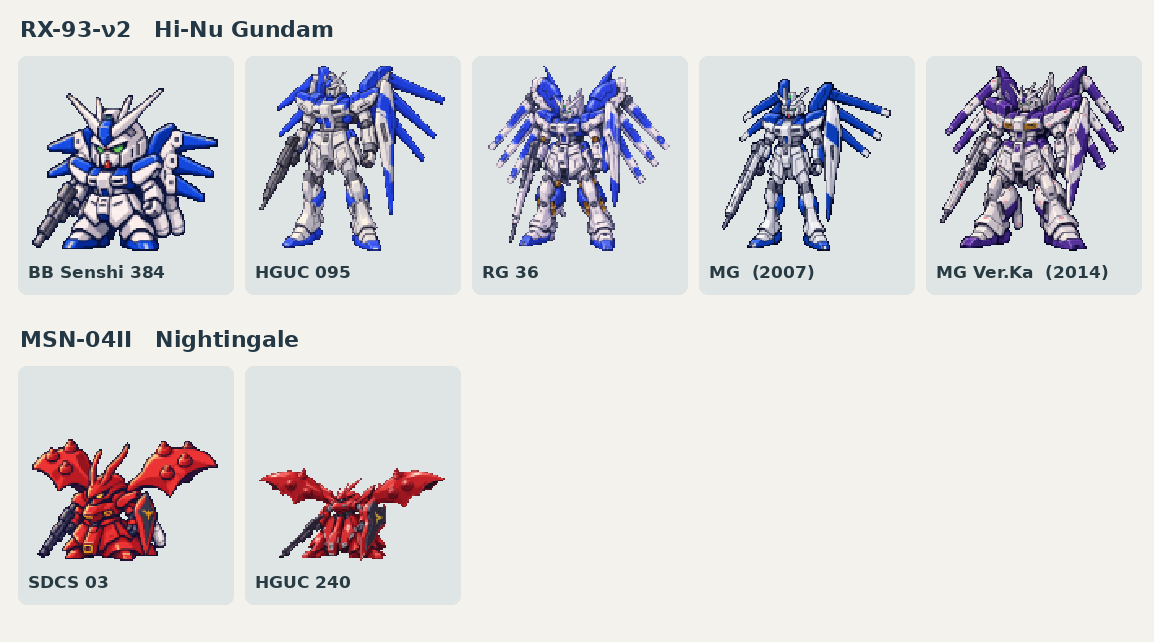 RX-93-ν2 Hi-Nu Gundam
BB Senshi 384
HGUC 095
RG 36
MG (2007)
MG Ver.Ka (2014)
MSN-04II Nightingale
SDCS 03
HGUC 240